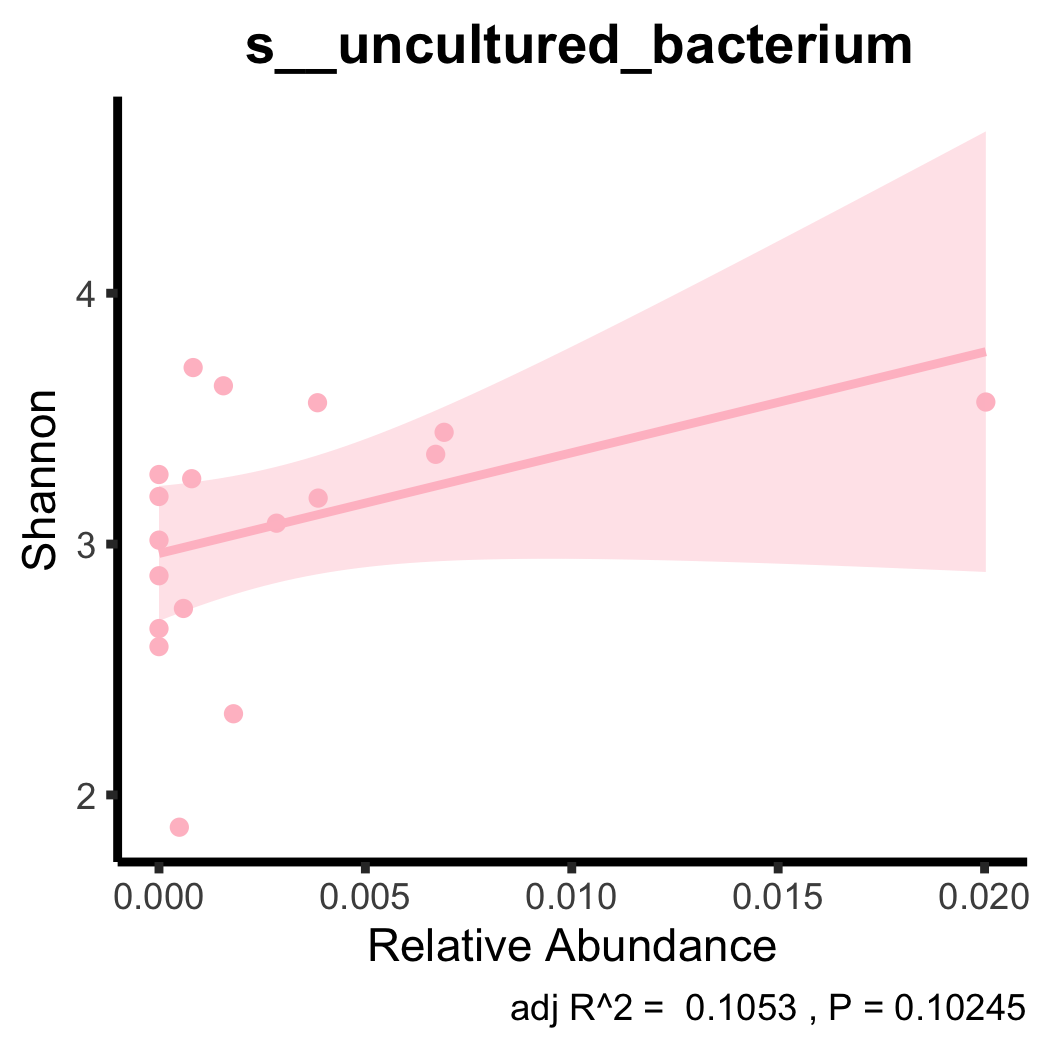 s__uncultured_bacterium
4
3
2
Shannon
0.000 0.005 0.010 0.015 0.020
Relative Abundance
adj R^2 =  0.1053 , P = 0.10245